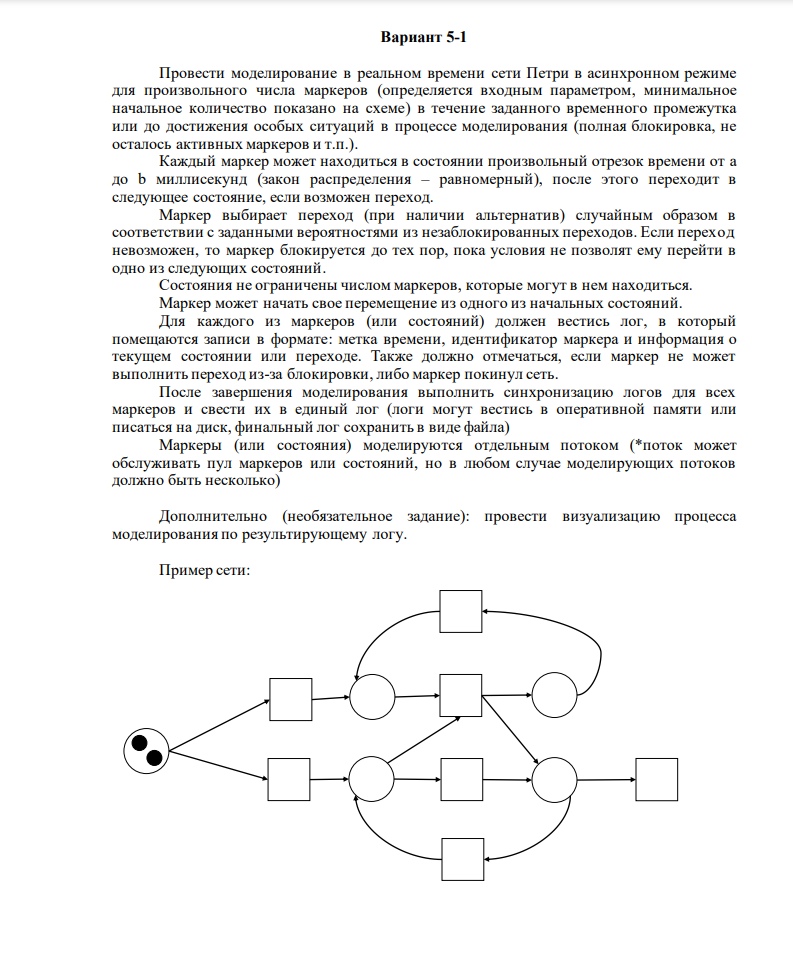 Вариант 5-1
Провести моделирование в реальном времени сети Петри в асинхронном режиме
для произвольного числа маркеров (определяется входным параметром, минимальное
начальное количество показано на схеме) в течение заданного временного промежутка
или до достижения особых ситуаций в процессе моделирования (полная блокировка, не
осталось активных маркеров и т.п.).
Каждый маркер может находиться в состоянии произвольный отрезок времени от a
до b миллисекунд (закон распределения – равномерный), после этого переходит в
следующее состояние, если возможен переход.
Маркер выбирает переход (при наличии альтернатив) случайным образом в
соответствии с заданными вероятностями из незаблокированных переходов. Если переход
невозможен, то маркер блокируется до тех пор, пока условия не позволят ему перейти в
одно из следующих состояний.
Состояния не ограничены числом маркеров, которые могут в нем находиться.
Маркер может начать свое перемещение из одного из начальных состояний.
Для каждого из маркеров (или состояний) должен вестись лог, в который
помещаются записи в формате: метка времени, идентификатор маркера и информация о
текущем состоянии или переходе. Также должно отмечаться, если маркер не может
выполнить переход из-за блокировки, либо маркер покинул сеть.
После завершения моделирования выполнить синхронизацию логов для всех
маркеров и свести их в единый лог (логи могут вестись в оперативной памяти или
писаться на диск, финальный лог сохранить в виде файла)
Маркеры (или состояния) моделируются отдельным потоком (*поток может
обслуживать пул маркеров или состояний, но в любом случае моделирующих потоков
должно быть несколько)
Дополнительно (необязательное задание): провести визуализацию процесса
моделирования по результирующему логу.
Пример сети: